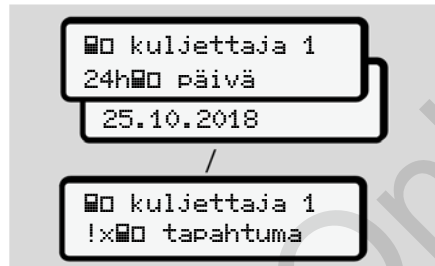 kuljettaja 1
24h päivä
25.10.2018
/
kuljettaja 1
!x tapahtuma